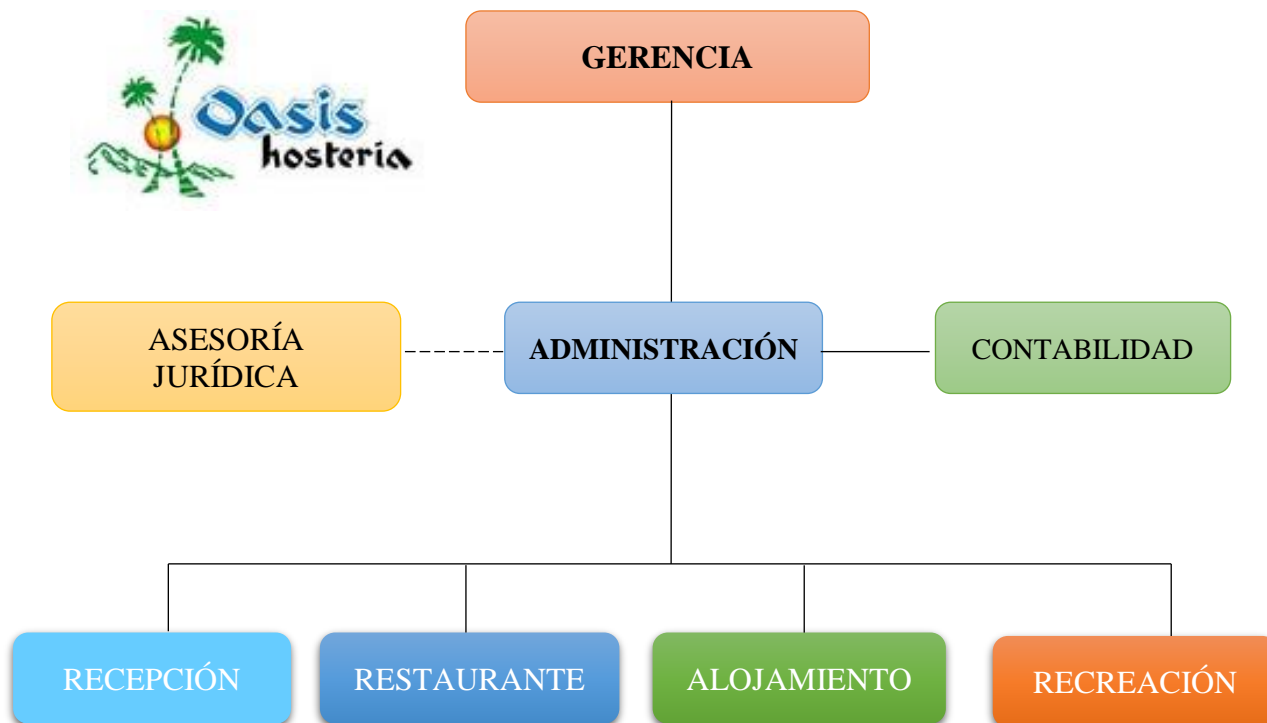 Oasis
hostería
GERENCIA
ASESORÍA
JURÍDICA
ADMINISTRACIÓN
CONTABILIDAD
RECEPCIÓN
RESTAURANTE
ALOJAMIENTO
RECREACIÓN